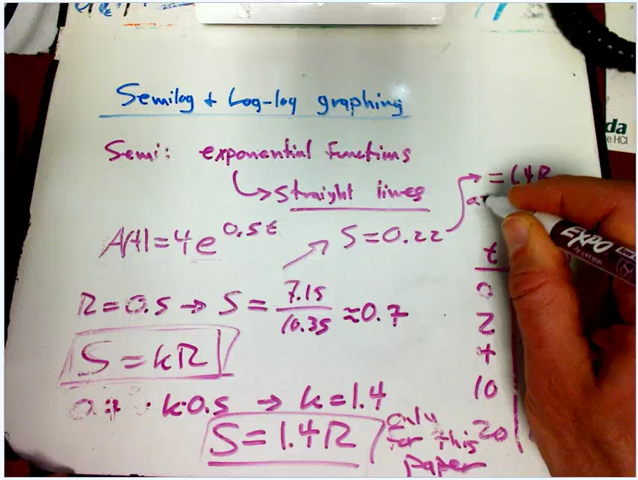 Semilog + Log-log graphing
Semi: exponential functions
straight lines
A(t)=4e^0.5t
S=0.22
=1.4R
R=0.5 → S = 7.15/10.35 ≈0.7
S=kR
k·0.5 → k=1.4
S=1.4R
only
for this
paper
t
0
2
4
10
20
EXPO